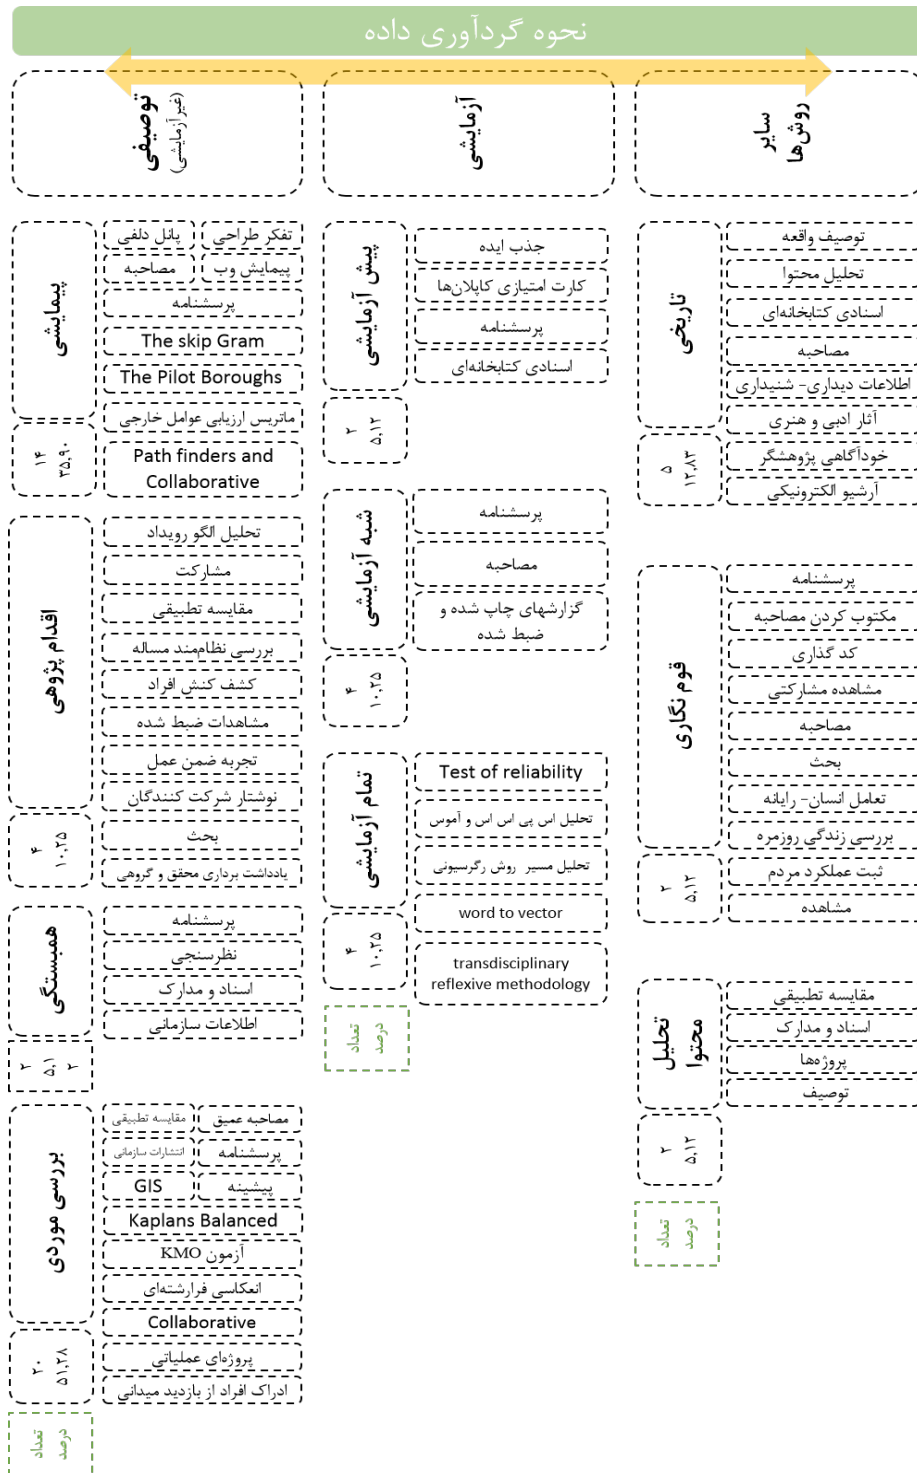 نحوه گردآوری داده
سایر
روش‌ها
تاریخی
۵
۱۲,۸۳
توصیف واقعه
تحلیل محتوا
اسنادی کتابخانه‌ای
مصاحبه
اطلاعات دیداری- شنیداری
آثار ادبی و هنری
خودآگاهی پژوهشگر
آرشیو الکترونیکی
قوم نگاری
۲
۵,۱۲
پرسشنامه
مکتوب کردن مصاحبه
کد گذاری
مشاهده مشارکتی
مصاحبه
بحث
تعامل انسان- رایانه
بررسی زندگی روزمره
ثبت عملکرد مردم
مشاهده
تحلیل
محتوا
۲
۵,۱۲
مقایسه تطبیقی
اسناد و مدارک
پروژه‌ها
توصیف
تعداد
درصد
آزمایشی
پیش آزمایشی
۲
۵,۱۲
جذب ایده
کارت امتیازی کاپلان‌ها
پرسشنامه
اسنادی کتابخانه‌ای
شبه آزمایشی
۴
۱۰,۲۵
پرسشنامه
مصاحبه
گزارشهای چاپ شده و
ضبط شده
تمام آزمایشی
۴
۱۰,۲۵
Test of reliability
تحلیل اس پی اس اس و آموس
تحلیل مسیر روش رگرسیونی
word to vector
transdisciplinary
reflexive methodology
تعداد
درصد
توصیفی
(غیر آزمایشی)
پیمایشی
۱۴
۳۵,۹۰
تفکر طراحی
پانل دلفی
پیمایش وب
مصاحبه
پرسشنامه
The skip Gram
The Pilot Boroughs
ماتریس ارزیابی عوامل خارجی
Path finders and
Collaborative
اقدام پژوهی
۴
۱۰,۲۵
تحلیل الگو رویداد
مشارکت
مقایسه تطبیقی
بررسی نظام‌مند مساله
کشف کنش افراد
مشاهدات ضبط شده
تجربه ضمن عمل
نوشتار شرکت کنندگان
بحث
یادداشت برداری محقق و گروهی
همبستگی
۲
۵,۱
۲
پرسشنامه
نظرسنجی
اسناد و مدارک
اطلاعات سازمانی
بررسی موردی
۲۰
۵۱,۲۸
مصاحبه عمیق
مقایسه تطبیقی
پرسشنامه
انتشارات سازمانی
پیشینه
GIS
Kaplans Balanced
آزمون KMO
انعکاسی فرارشته‌ای
Collaborative
پروژه‌ای عملیاتی
ادراک افراد از بازدید میدانی
تعداد
درصد